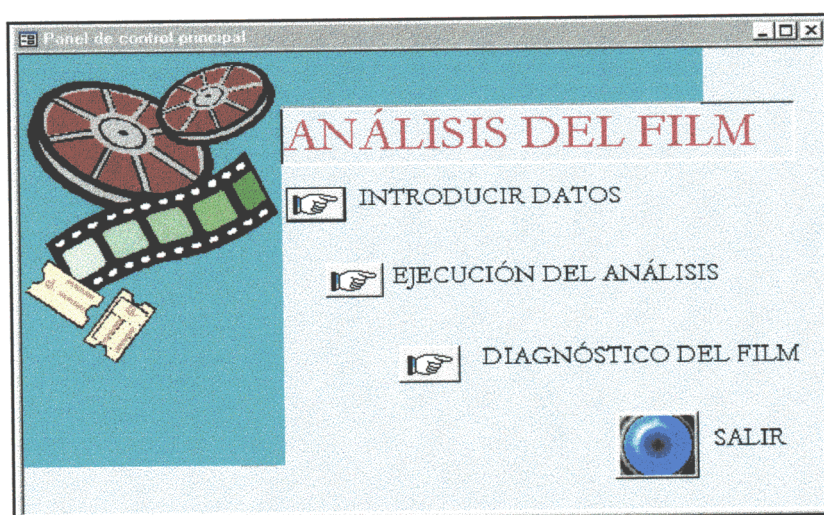 Panel de control principal
ANÁLISIS DEL FILM
INTRODUCIR DATOS
EJECUCIÓN DEL ANÁLISIS
DIAGNÓSTICO DEL FILM
SALIR